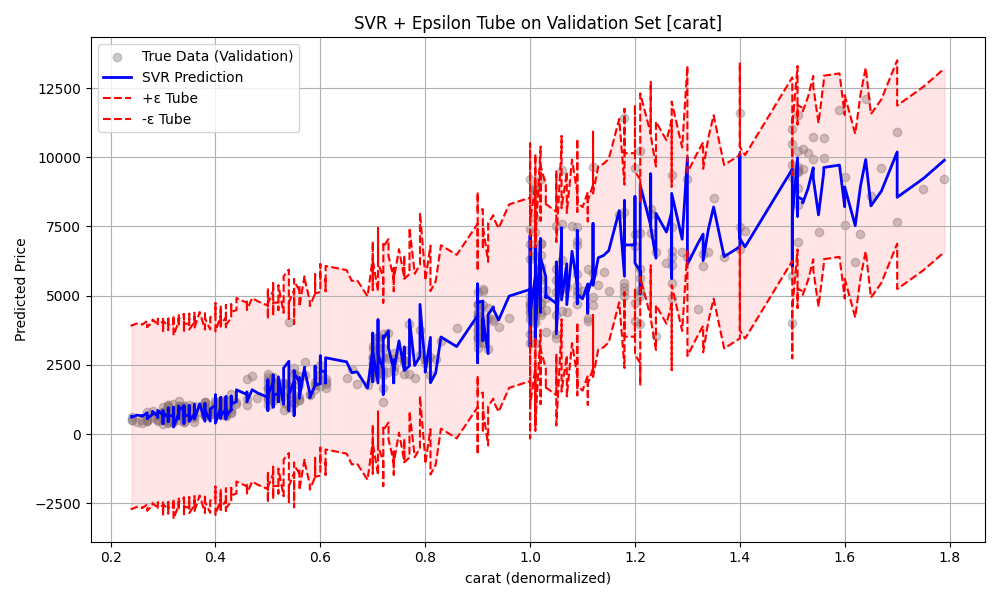 SVR + Epsilon Tube on Validation Set [carat]
True Data (Validation)
SVR Prediction
+ε Tube
-ε Tube
Predicted Price
12500
10000
7500
5000
2500
0
−2500
0.2 0.4 0.6 0.8 1.0 1.2 1.4 1.6 1.8
carat (denormalized)